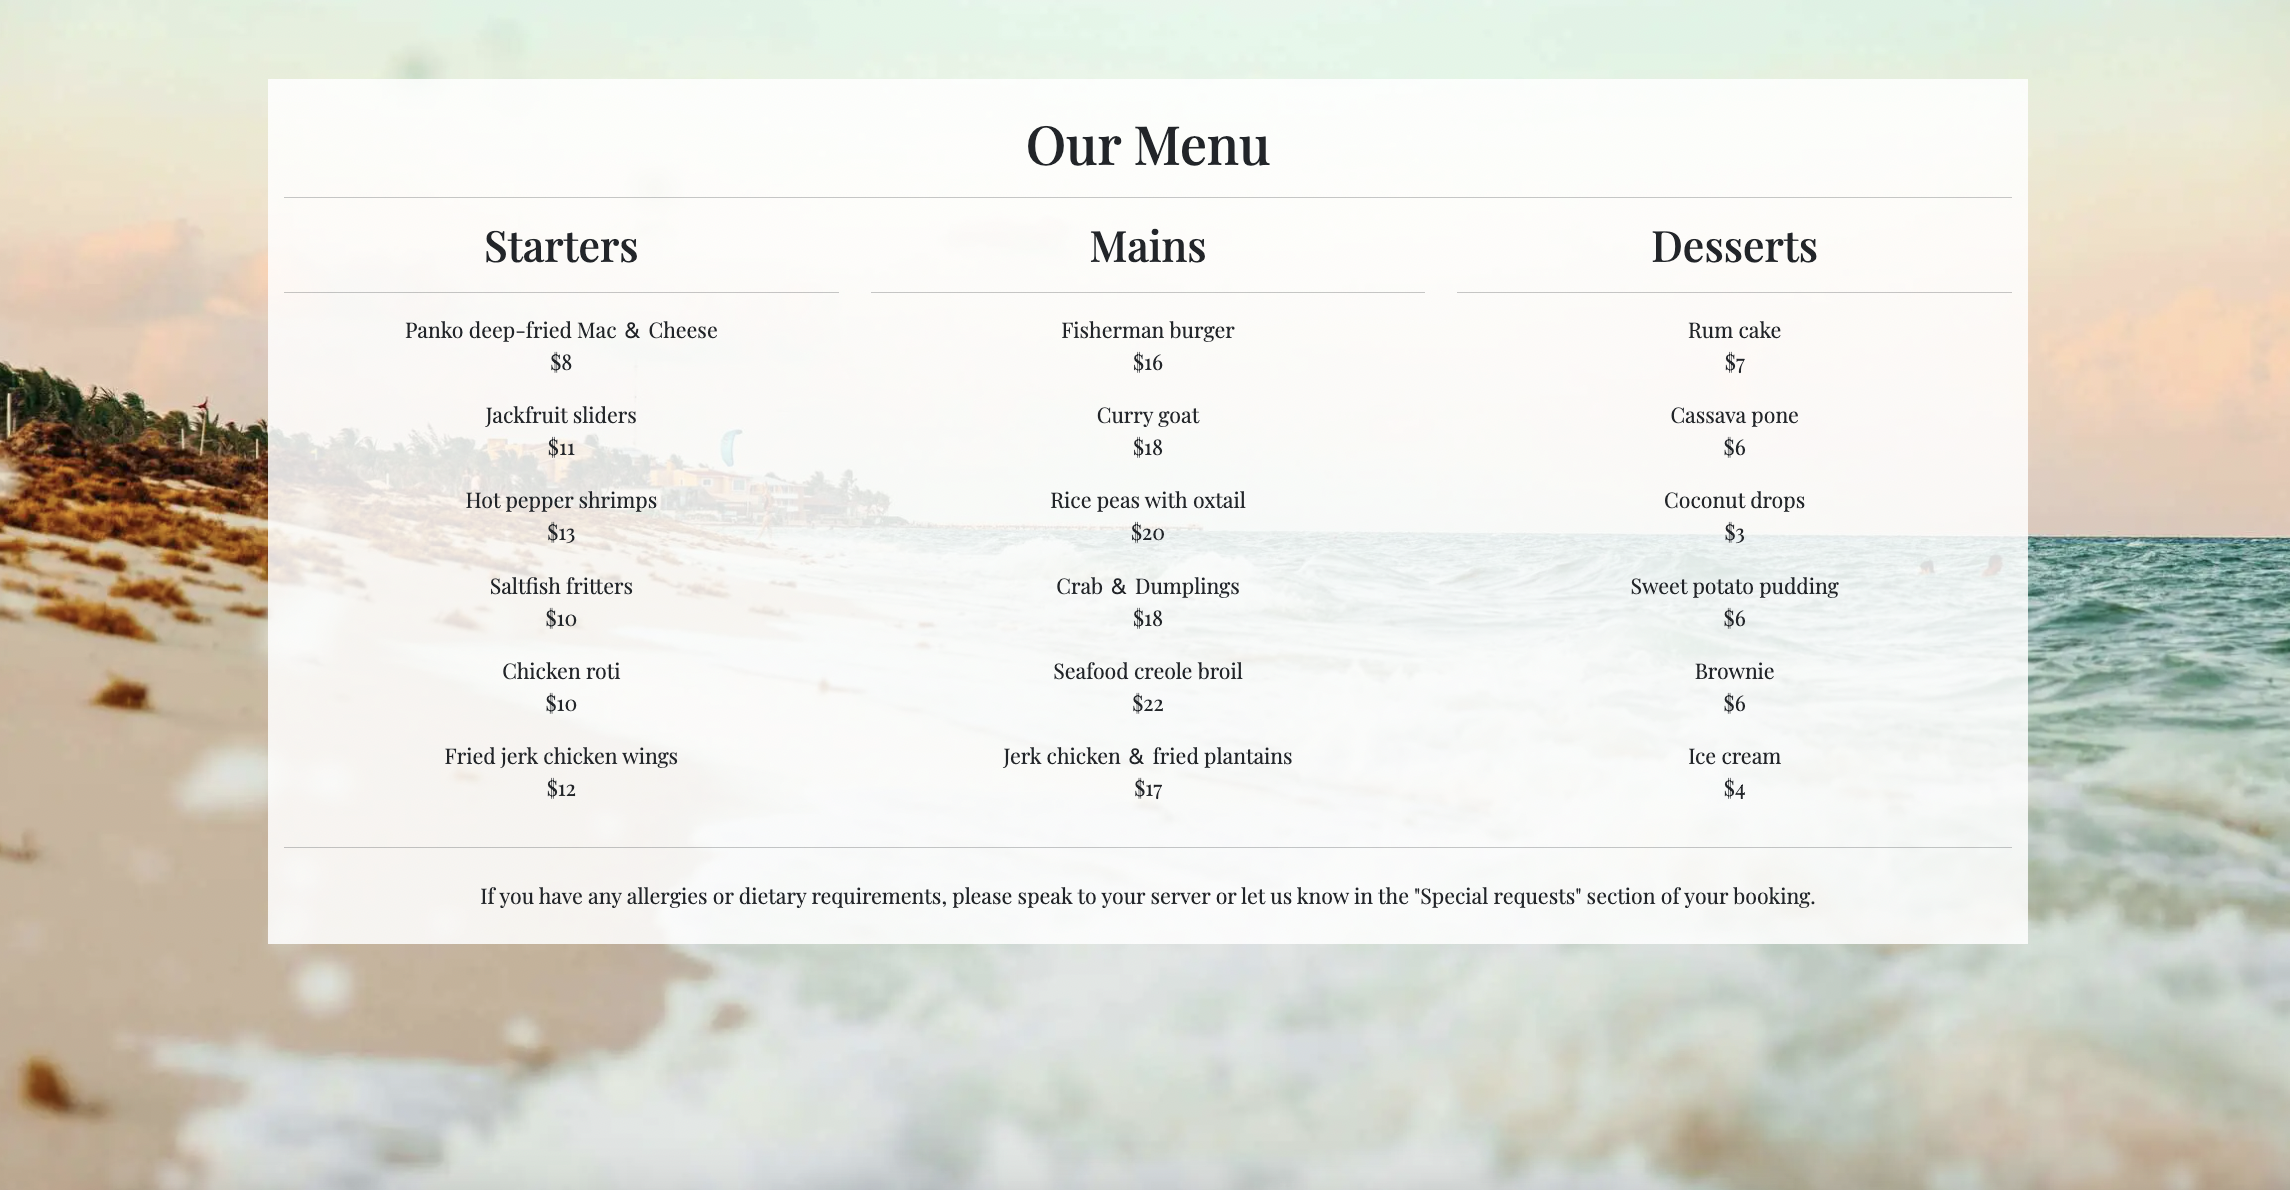 Our Menu
Starters
Panko deep-fried Mac & Cheese
$8
Jackfruit sliders
$11
Hot pepper shrimps
$13
Saltfish fritters
$10
Chicken roti
$10
Fried jerk chicken wings
$12
Mains
Fisherman burger
$16
Curry goat
$18
Rice peas with oxtail
$20
Crab & Dumplings
$18
Seafood creole broil
$22
Jerk chicken & fried plantains
$17
Desserts
Rum cake
$7
Cassava pone
$6
Coconut drops
$3
Sweet potato pudding
$6
Brownie
$6
Ice cream
$4
If you have any allergies or dietary requirements, please speak to your server or let us know in the "Special requests" section of your booking.